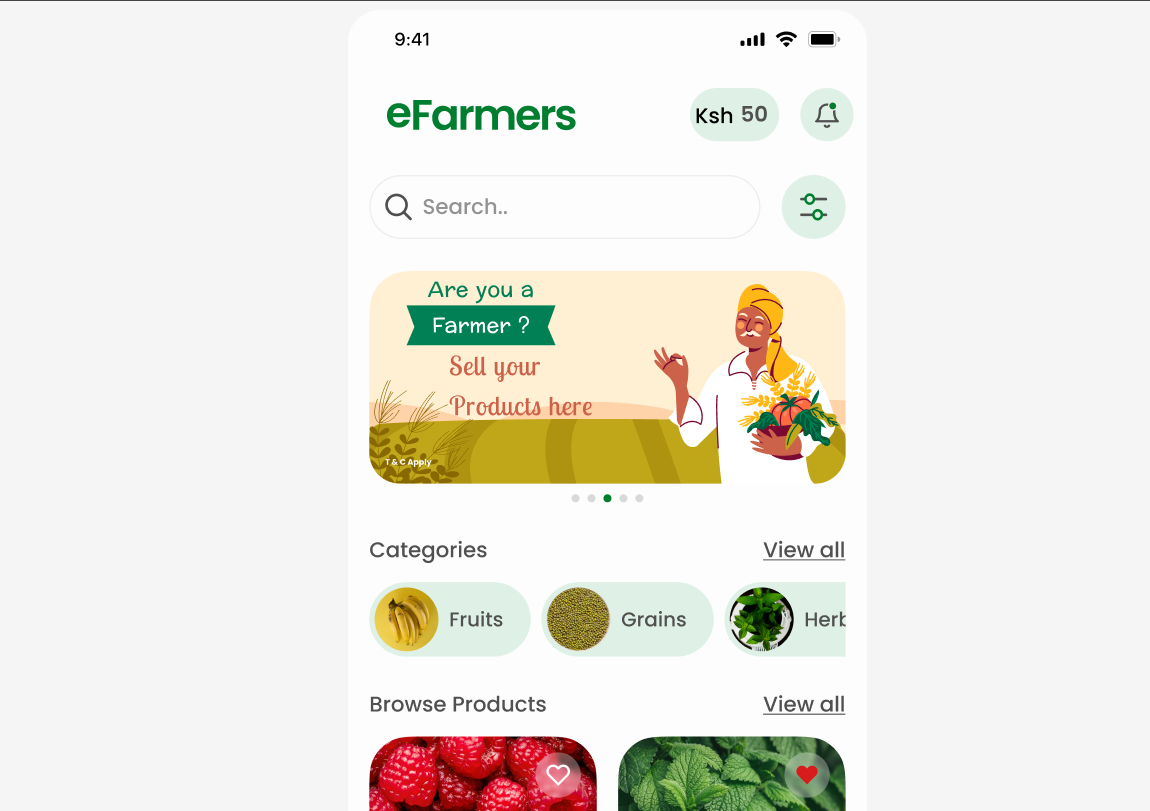 9:41
eFarmers
Ksh 50
Search..
Are you a
Farmer ?
Sell your
Products here
T & C Apply
Categories
View all
Fruits
Grains
Herb
Browse Products
View all